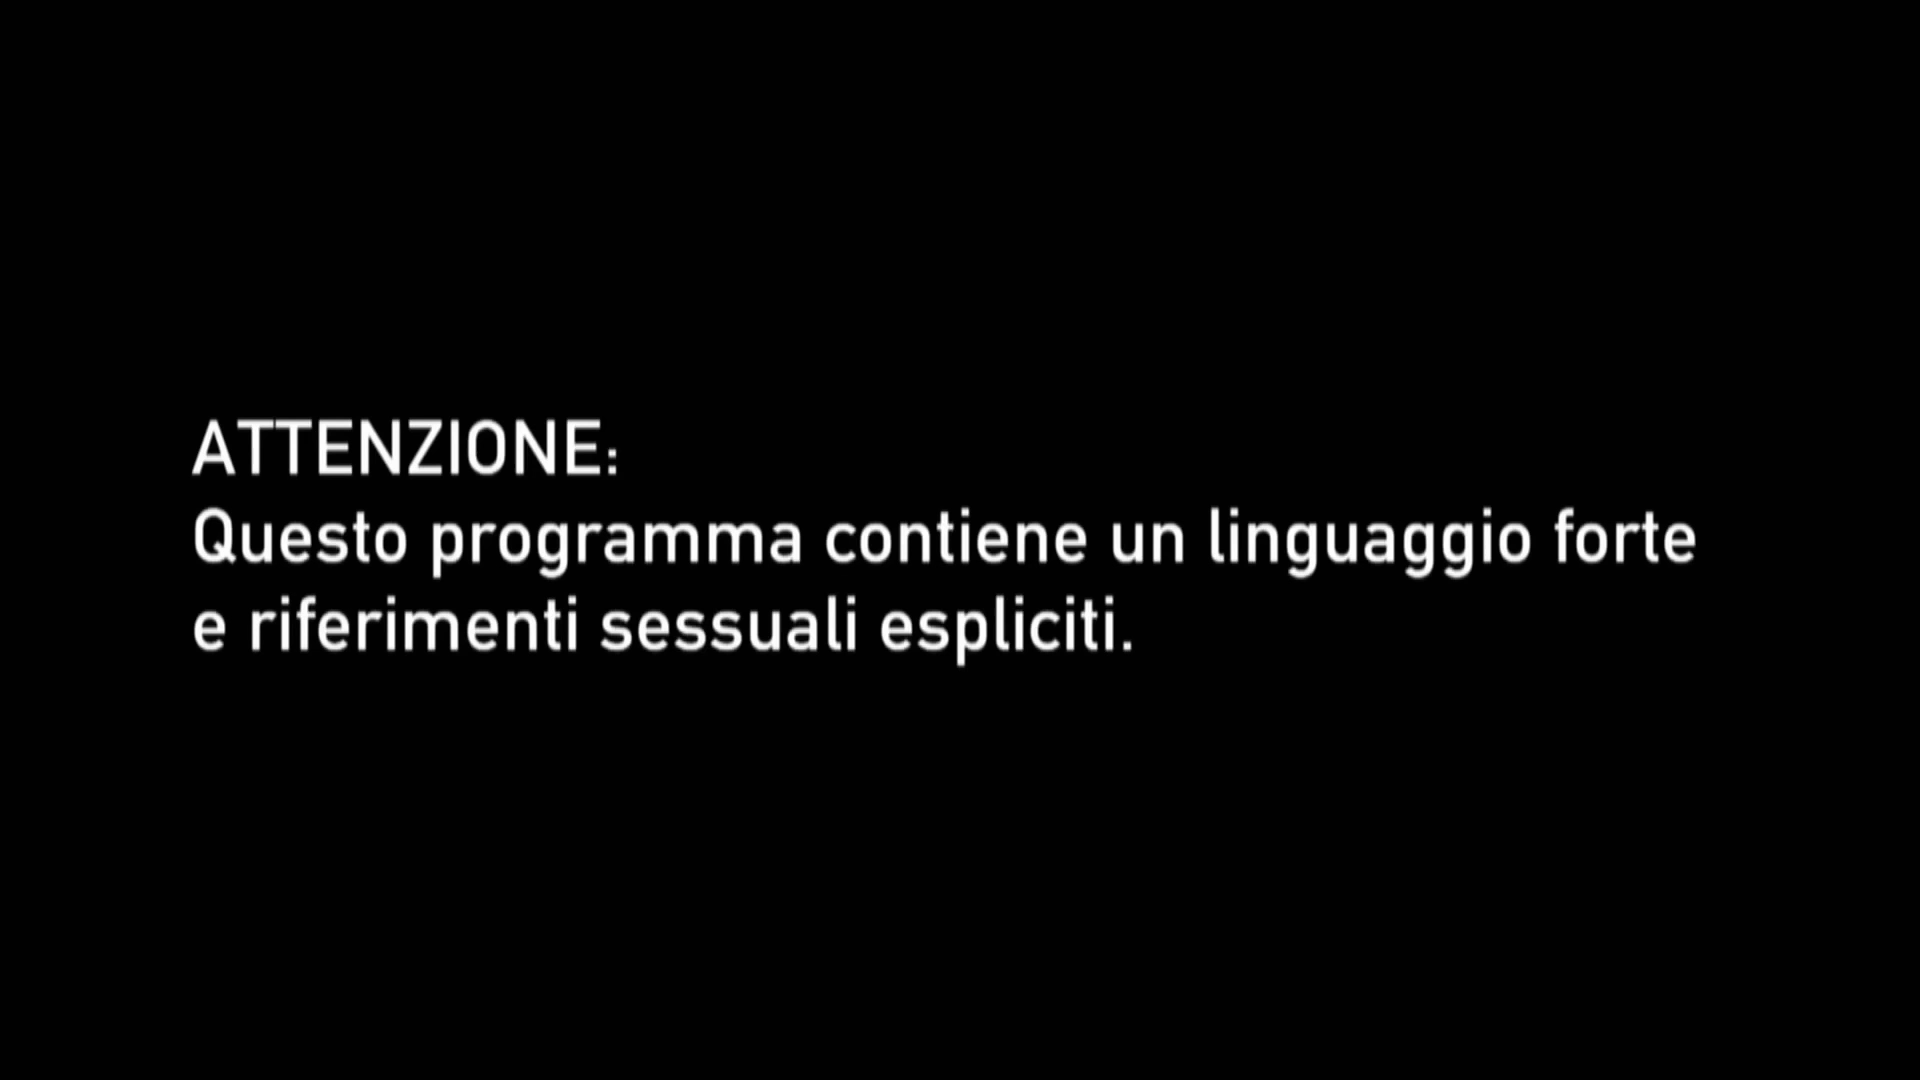 ATTENZIONE:
Questo programma contiene un linguaggio forte
e riferimenti sessuali espliciti.